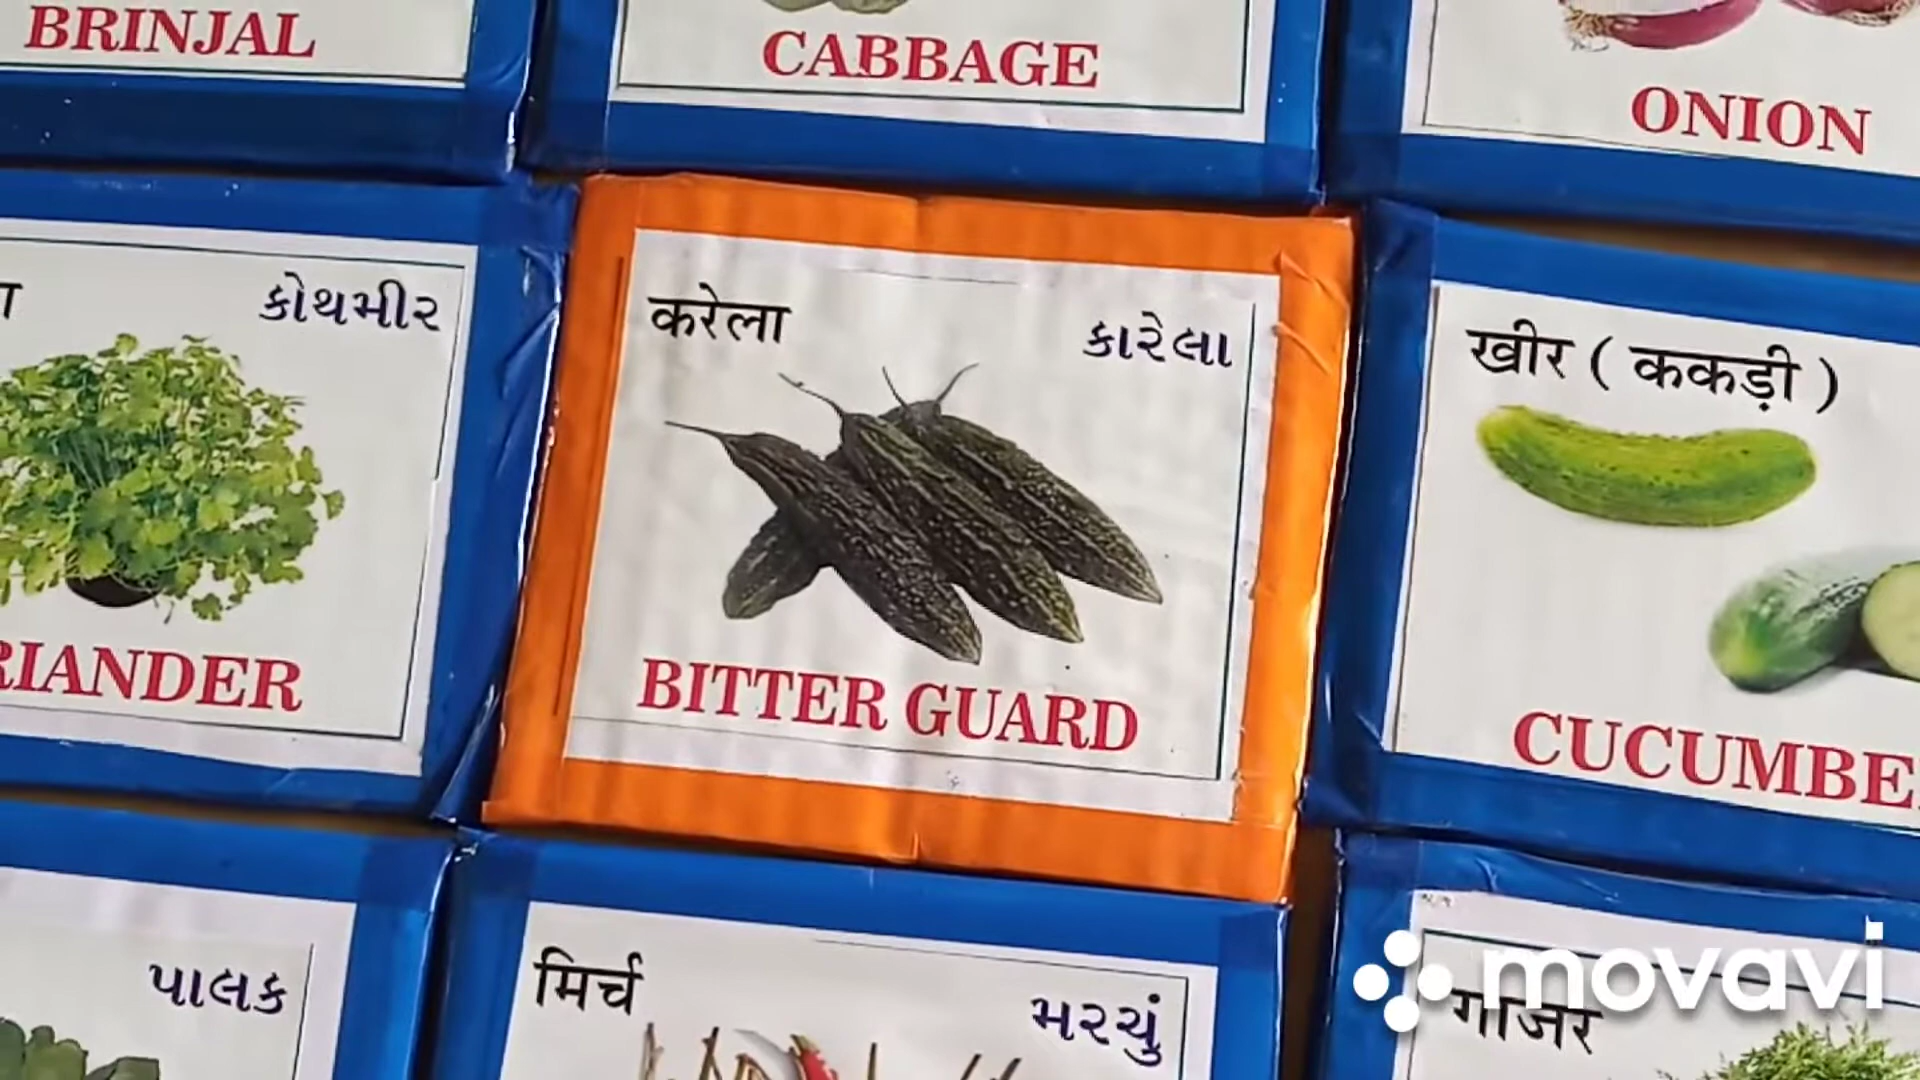 BRINJAL
CABBAGE
ONION
કોથમીર
RIANDER
करेला
કારેલા
BITTER GUARD
खीर ( ककड़ी )
CUCUMBE
પાલક
मिर्च
મરચું
गाजर
movavi